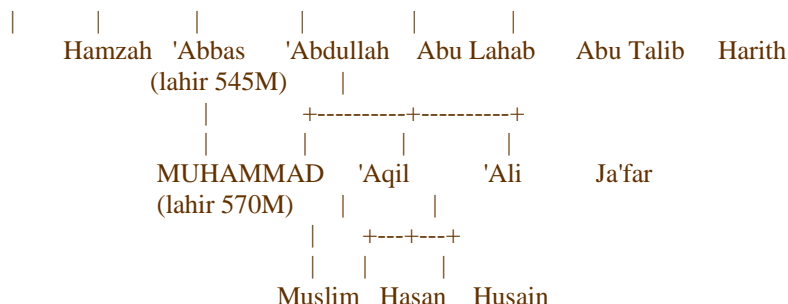 | | | | | |
Hamzah 'Abbas 'Abdullah Abu Lahab Abu Talib Harith
(lahir 545M) |
| +----------+----------+
| | | |
MUHAMMAD 'Aqil 'Ali Ja'far
(lahir 570M) | |
| +---+---+
| | |
Muslim Hasan Husain